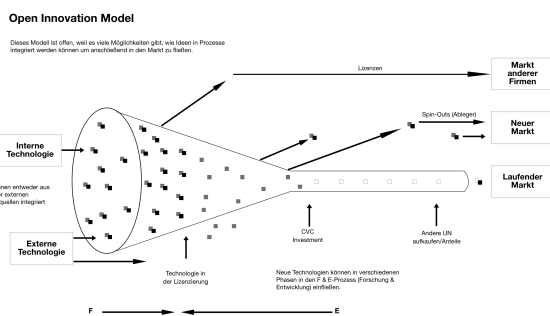 Open Innovation Model
Dieses Modell ist offen, weil es viele Möglichkeiten gibt, wie Ideen in Prozesse
integriert werden können um anschließend in den Markt zu fließen.
Lizenzen
Markt
anderer
Firmen
Spin-Outs (Ableger)
Neuer
Markt
Interne
Technologie
Laufender
Markt
nen entweder aus
er externen
quellen integriert
Externe
Technologie
CVC
Investment
Andere UN
aufkaufen/Anteile
Technologie in
der Lizenzierung
Neue Technologien können in verschiedenen
Phasen in den F & E-Prozess (Forschung &
Entwicklung) einfließen.
F
E